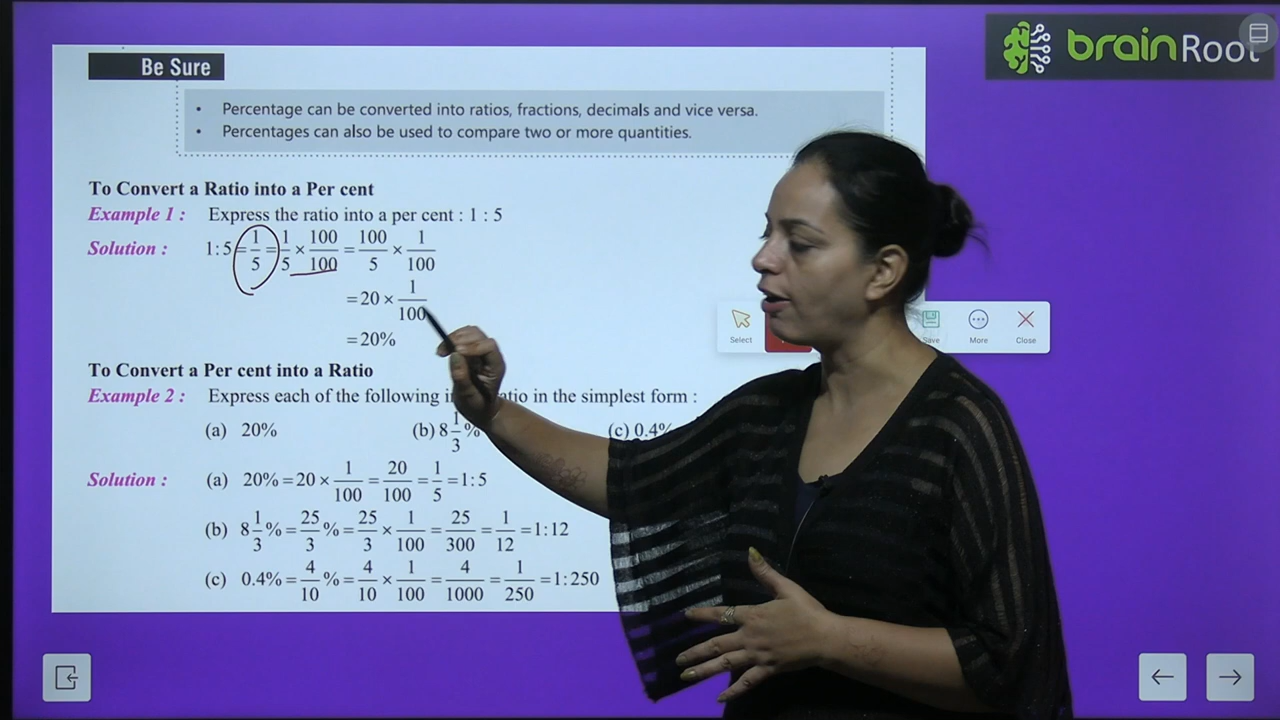 brainRoot
Be Sure
• Percentage can be converted into ratios, fractions, decimals and vice versa.
• Percentages can also be used to compare two or more quantities.
To Convert a Ratio into a Per cent
Example 1 : Express the ratio into a per cent : 1 : 5
Solution : 1:5 = 1/5 = 1/5 × 100/100 = 100/5 × 1/100
= 20 × 1/100
= 20%
Select Save More Close
To Convert a Per cent into a Ratio
Example 2 : Express each of the following ratio in the simplest form :
(a) 20% (b) 8 1/3 % (c) 0.4%
Solution : (a) 20% = 20 × 1/100 = 20/100 = 1/5 = 1:5
(b) 8 1/3 % = 25/3 % = 25/3 × 1/100 = 25/300 = 1/12 = 1:12
(c) 0.4% = 4/10 % = 4/10 × 1/100 = 4/1000 = 1/250 = 1:250